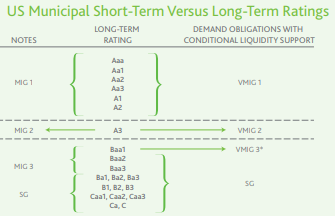 US Municipal Short-Term Versus Long-Term Ratings
NOTES
LONG-TERM
RATING
DEMAND OBLIGATIONS WITH
CONDITIONAL LIQUIDITY SUPPORT
MIG 1
Aaa
Aa1
Aa2
Aa3
A1
A2
VMIG 1
MIG 2
A3
VMIG 2
MIG 3
SG
Baa1
Baa2
Baa3
Ba1, Ba2, Ba3
B1, B2, B3
Caa1, Caa2, Caa3
Ca, C
VMIG 3*
SG